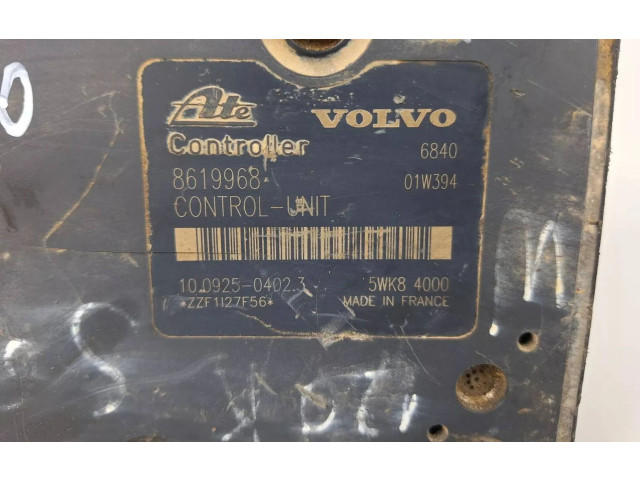 Ate VOLVO
Controller 6840
8619968 01W394
CONTROL-UNIT
10.0925-0402.3 5WK8 4000
*ZZF1I27F56* MADE IN FRANCE